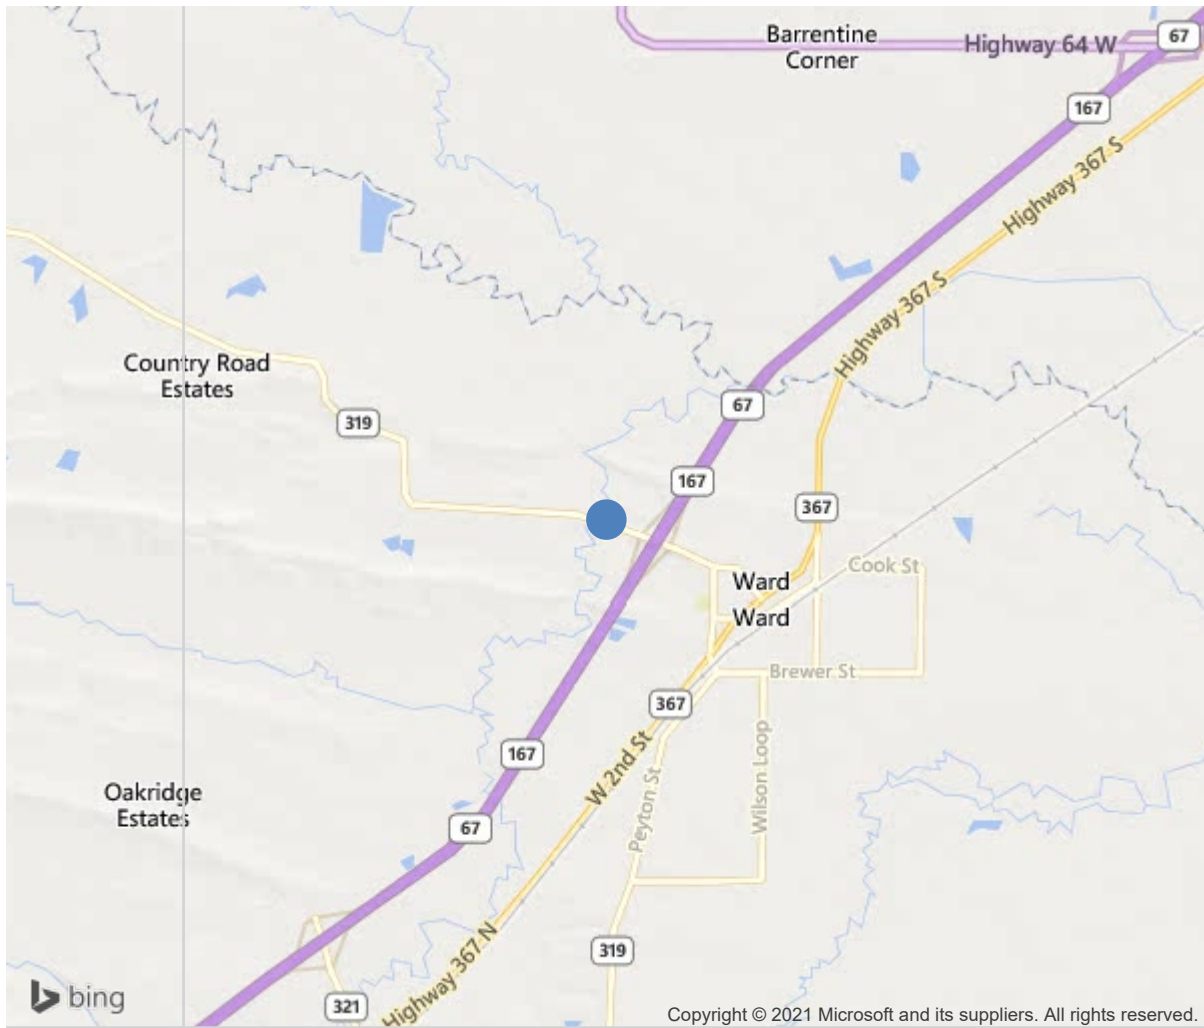 Barrentine
Corner
Highway 64 W
67
167
Highway 367 S
Highway 367 S
Country Road
Estates
319
67
167
367
Cook St
Ward
Ward
Brewer St
367
W 2nd St
167
Wilson Loop
Peyton St
Oakridge
Estates
67
Highway 367 N
319
321
bing
Copyright © 2021 Microsoft and its suppliers. All rights reserved.